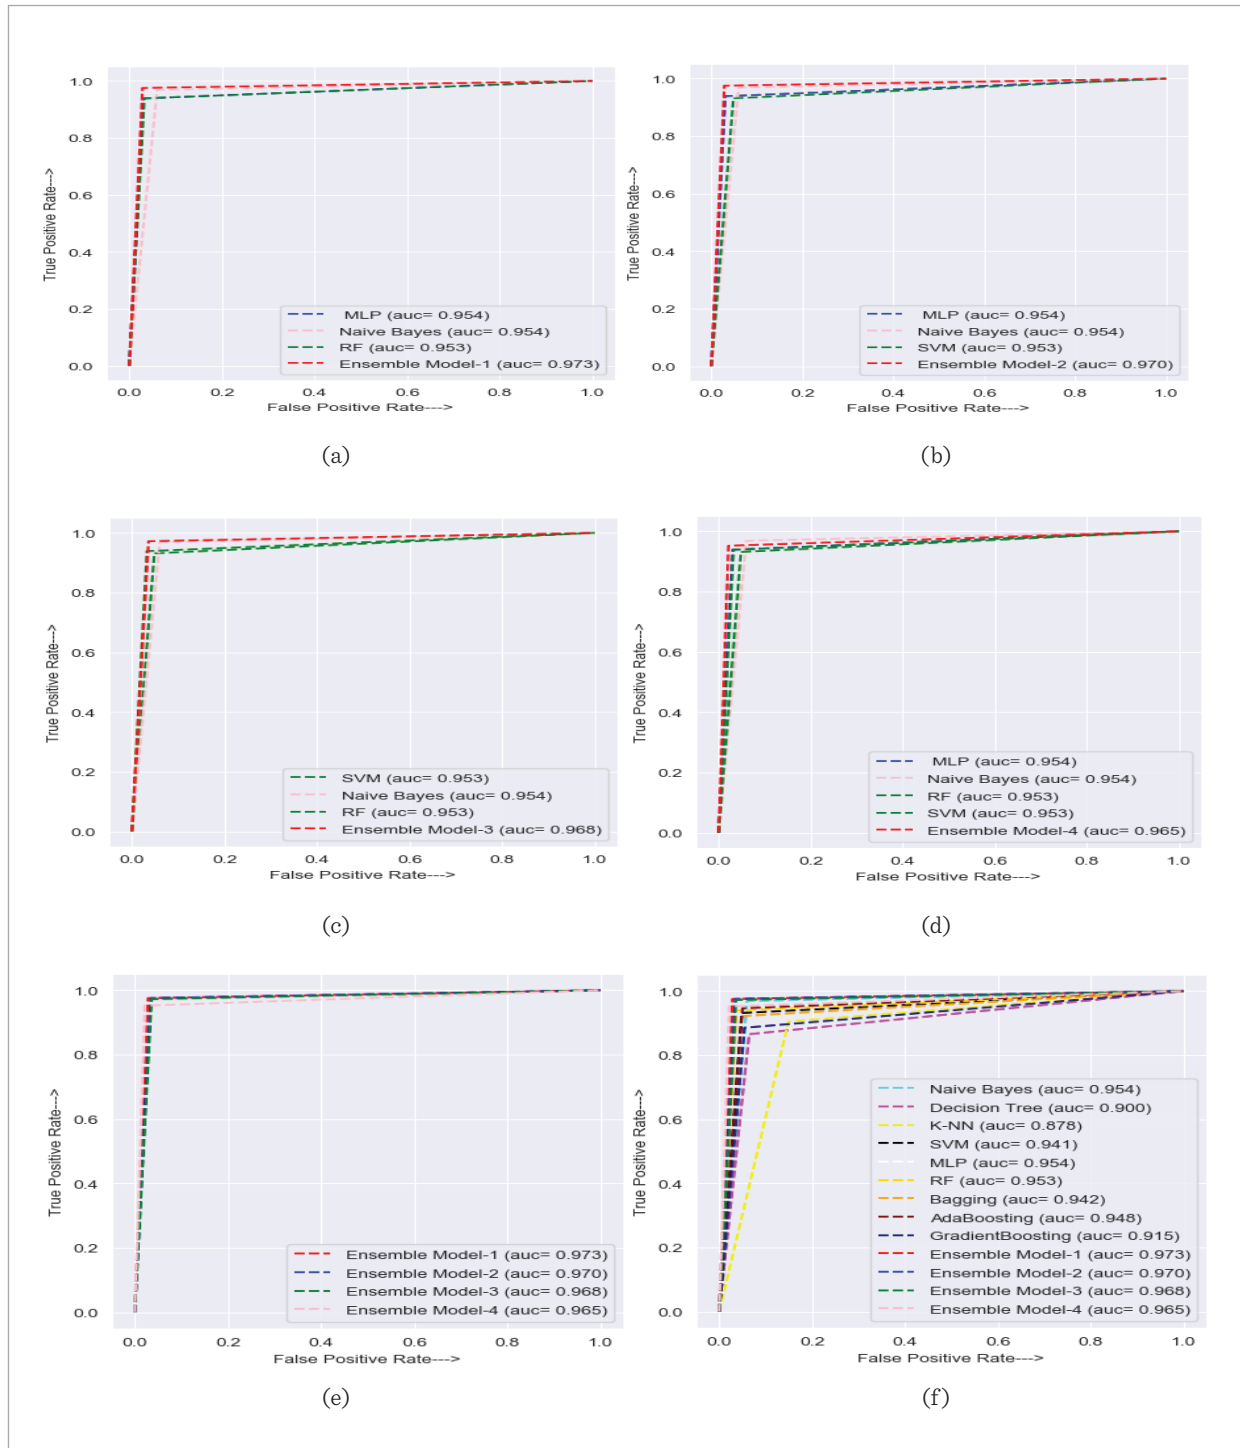 1.0
0.8
0.6
0.4
0.2
0.0
True Positive Rate--->
MLP (auc= 0.954)
Naive Bayes (auc= 0.954)
RF (auc= 0.953)
Ensemble Model-1 (auc= 0.973)
0.0 0.2 0.4 0.6 0.8 1.0
False Positive Rate--->
(a)
1.0
0.8
0.6
0.4
0.2
0.0
True Positive Rate--->
MLP (auc= 0.954)
Naive Bayes (auc= 0.954)
SVM (auc= 0.953)
Ensemble Model-2 (auc= 0.970)
0.0 0.2 0.4 0.6 0.8 1.0
False Positive Rate--->
(b)
1.0
0.8
0.6
0.4
0.2
0.0
True Positive Rate--->
SVM (auc= 0.953)
Naive Bayes (auc= 0.954)
RF (auc= 0.953)
Ensemble Model-3 (auc= 0.968)
0.0 0.2 0.4 0.6 0.8 1.0
False Positive Rate--->
(c)
1.0
0.8
0.6
0.4
0.2
0.0
True Positive Rate--->
MLP (auc= 0.954)
Naive Bayes (auc= 0.954)
RF (auc= 0.953)
SVM (auc= 0.953)
Ensemble Model-4 (auc= 0.965)
0.0 0.2 0.4 0.6 0.8 1.0
False Positive Rate--->
(d)
1.0
0.8
0.6
0.4
0.2
0.0
True Positive Rate--->
Ensemble Model-1 (auc= 0.973)
Ensemble Model-2 (auc= 0.970)
Ensemble Model-3 (auc= 0.968)
Ensemble Model-4 (auc= 0.965)
0.0 0.2 0.4 0.6 0.8 1.0
False Positive Rate--->
(e)
1.0
0.8
0.6
0.4
0.2
0.0
True Positive Rate--->
Naive Bayes (auc= 0.954)
Decision Tree (auc= 0.900)
K-NN (auc= 0.878)
SVM (auc= 0.941)
MLP (auc= 0.954)
RF (auc= 0.953)
Bagging (auc= 0.942)
AdaBoosting (auc= 0.948)
GradientBoosting (auc= 0.915)
Ensemble Model-1 (auc= 0.973)
Ensemble Model-2 (auc= 0.970)
Ensemble Model-3 (auc= 0.968)
Ensemble Model-4 (auc= 0.965)
0.0 0.2 0.4 0.6 0.8 1.0
False Positive Rate--->
(f)